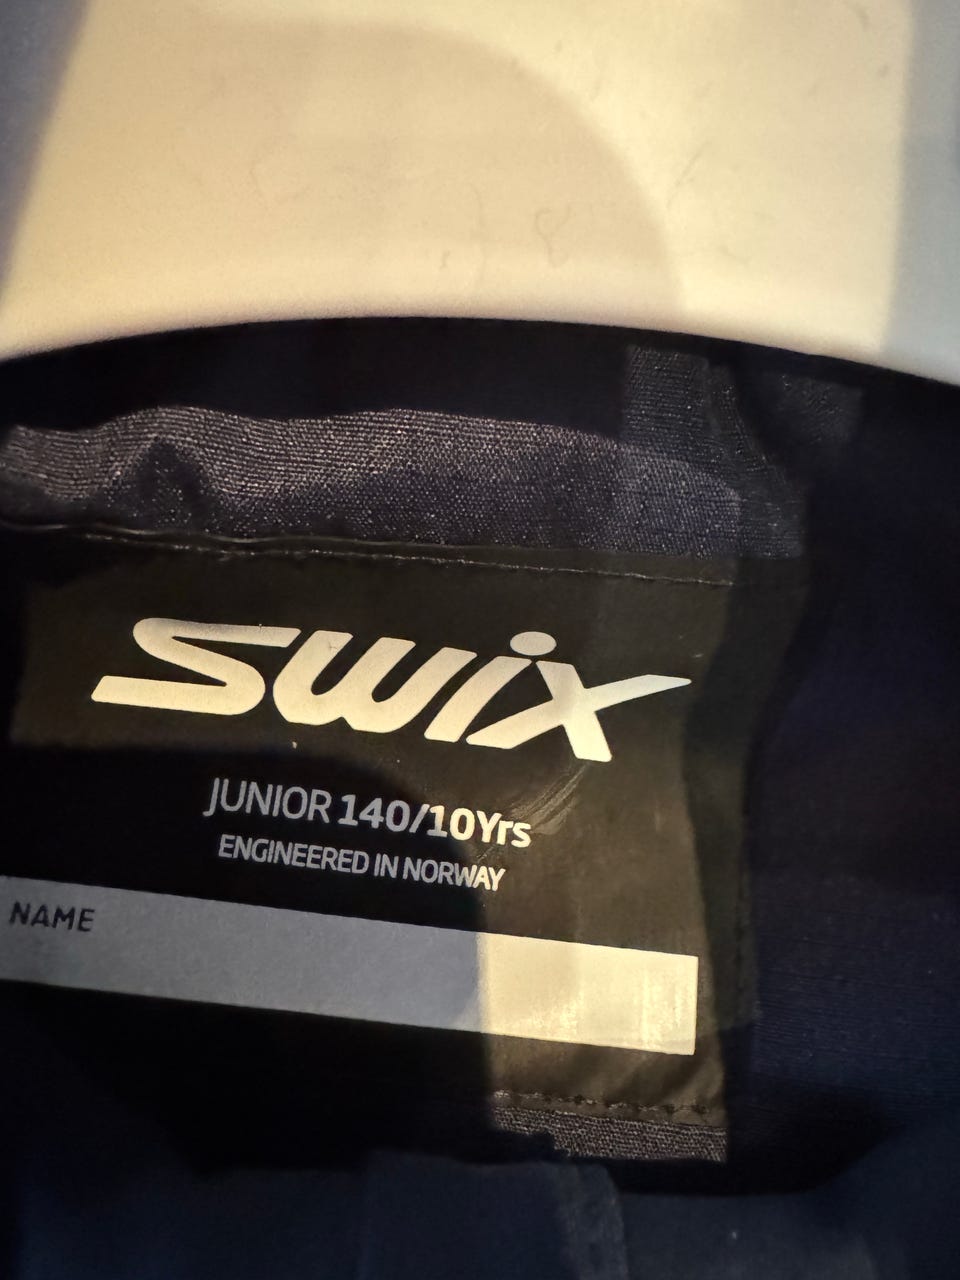 swix
JUNIOR 140/10Yrs
ENGINEERED IN NORWAY
NAME